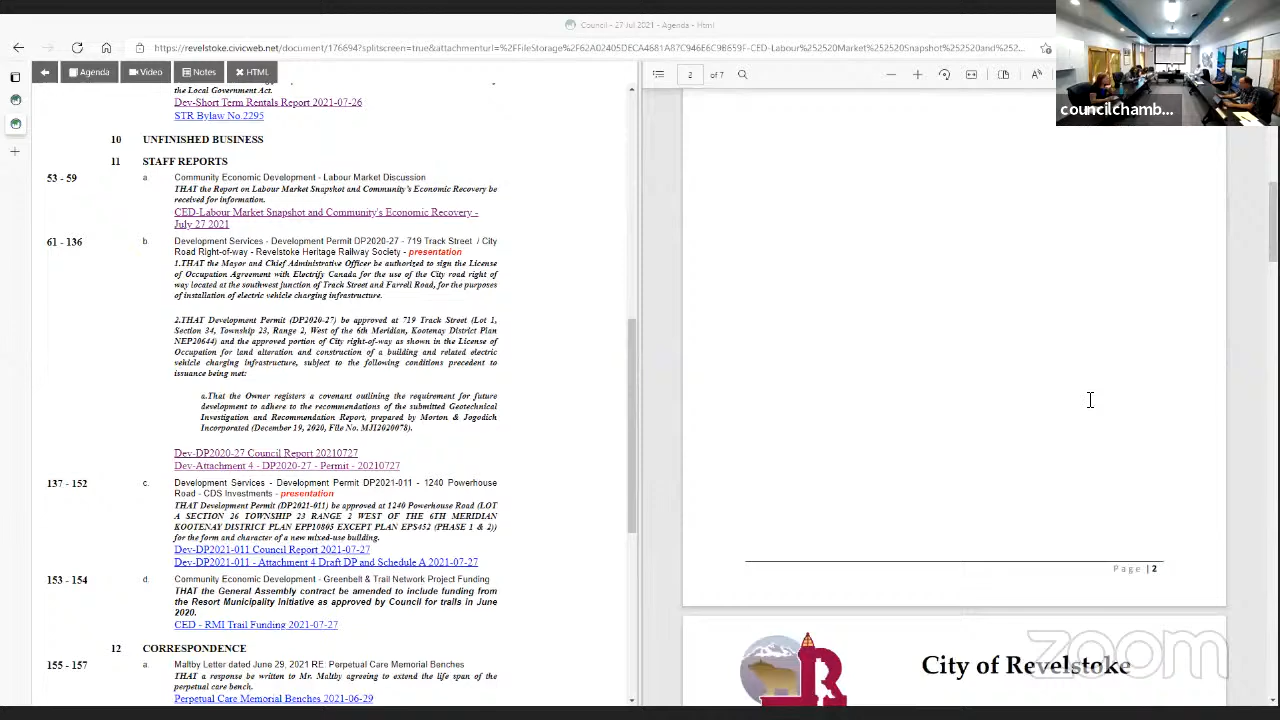 Council - 27 Jul 2021 - Agenda - Html
https://revelstoke.civicweb.net/document/176694?splitscreen=true&attachmenturl=%2FFileStorage%2F62A02405DECA4681A87C946E6C9B659F-CED-Labour%252520Market%252520Snapshot%252520and%252...
councilchamb...
Agenda Video Notes HTML
2 of 7
the Local Government Act.
Dev-Short Term Rentals Report 2021-07-26
STR Bylaw No.2295
10 UNFINISHED BUSINESS
11 STAFF REPORTS
53 - 59 a. Community Economic Development - Labour Market Discussion
THAT the Report on Labour Market Snapshot and Community's Economic Recovery be
received for information.
CED-Labour Market Snapshot and Community's Economic Recovery -
July 27 2021
61 - 136 b. Development Services - Development Permit DP2020-27 - 719 Track Street / City
Road Right-of-way - Revelstoke Heritage Railway Society - presentation
1.THAT the Mayor and Chief Administrative Officer be authorized to sign the License
of Occupation Agreement with Electrify Canada for the use of the City road right of
way located at the southwest junction of Track Street and Farrell Road, for the purposes
of installation of electric vehicle charging infrastructure.
2.THAT Development Permit (DP2020-27) be approved at 719 Track Street (Lot 1,
Section 34, Township 23, Range 2, West of the 6th Meridian, Kootenay District Plan
NEP20644) and the approved portion of City right-of-way as shown in the License of
Occupation for land alteration and construction of a building and related electric
vehicle charging infrastructure, subject to the following conditions precedent to
issuance being met:
a.That the Owner registers a covenant outlining the requirement for future
development to adhere to the recommendations of the submitted Geotechnical
Investigation and Recommendation Report, prepared by Morton & Jogodich
Incorporated (December 19, 2020, File No. MJI2020078).
Dev-DP2020-27 Council Report 20210727
Dev-Attachment 4 - DP2020-27 - Permit - 20210727
137 - 152 c. Development Services - Development Permit DP2021-011 - 1240 Powerhouse
Road - CDS Investments - presentation
THAT Development Permit (DP2021-011) be approved at 1240 Powerhouse Road (LOT
A SECTION 26 TOWNSHIP 23 RANGE 2 WEST OF THE 6TH MERIDIAN
KOOTENAY DISTRICT PLAN EPP10805 EXCEPT PLAN EPS452 (PHASE 1 & 2))
for the form and character of a new mixed-use building.
Dev-DP2021-011 Council Report 2021-07-27
Dev-DP2021-011 - Attachment 4 Draft DP and Schedule A 2021-07-27
153 - 154 d. Community Economic Development - Greenbelt & Trail Network Project Funding
THAT the General Assembly contract be amended to include funding from
the Resort Municipality Initiative as approved by Council for trails in June
2020.
CED - RMI Trail Funding 2021-07-27
12 CORRESPONDENCE
155 - 157 a. Maltby Letter dated June 29, 2021 RE: Perpetual Care Memorial Benches
THAT a response be written to Mr. Maltby agreeing to extend the life span of the
perpetual care bench.
Perpetual Care Memorial Benches 2021-06-29
Page | 2
R
City of Revelstoke
zoom